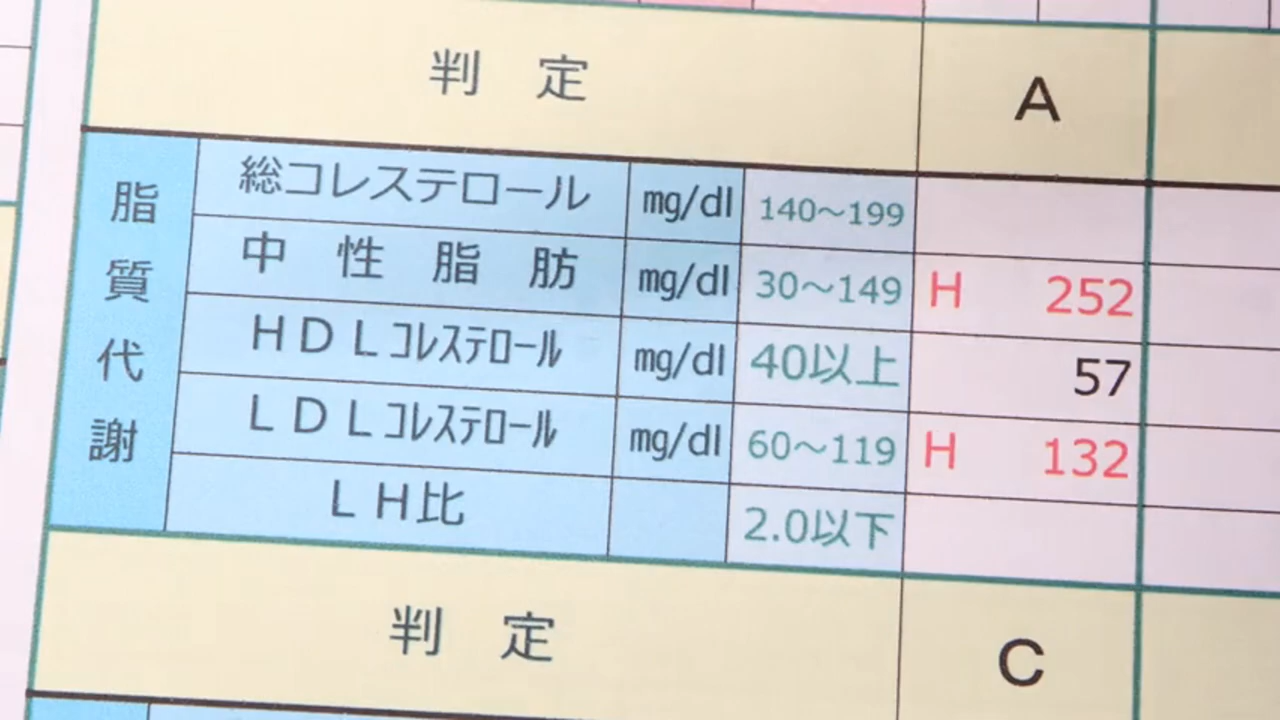 判 定 A
脂質代謝
総コレステロール mg/dl 140～199
中 性 脂 肪 mg/dl 30～149 H 252
ＨＤＬｺﾚｽﾃﾛｰﾙ mg/dl 40以上 57
ＬＤＬｺﾚｽﾃﾛｰﾙ mg/dl 60～119 H 132
ＬＨ比 2.0以下
判 定 C